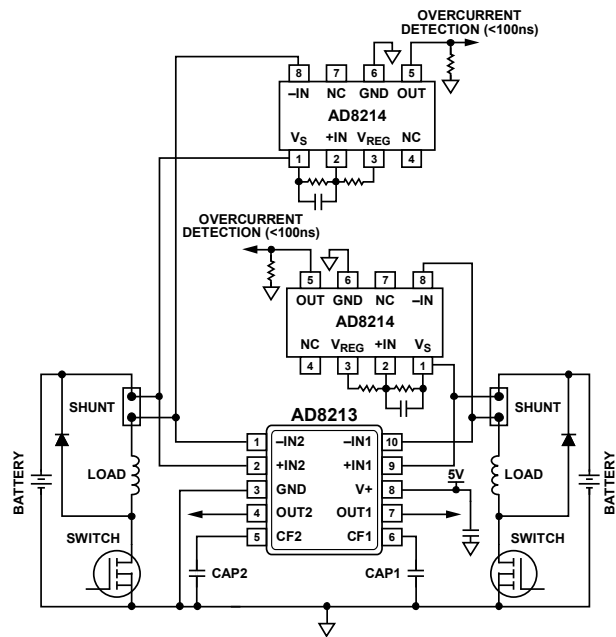 OVERCURRENT
DETECTION (<100ns)
8 7 6 5
–IN NC GND OUT
AD8214
VS +IN VREG NC
1 2 3 4
OVERCURRENT
DETECTION (<100ns)
5 6 7 8
OUT GND NC –IN
AD8214
NC VREG +IN VS
4 3 2 1
SHUNT
AD8213
SHUNT
1 –IN2 –IN1 10
2 +IN2 +IN1 9
BATTERY
LOAD
3 GND V+ 8
5V
LOAD
BATTERY
4 OUT2 OUT1 7
5 CF2 CF1 6
SWITCH
SWITCH
CAP2
CAP1